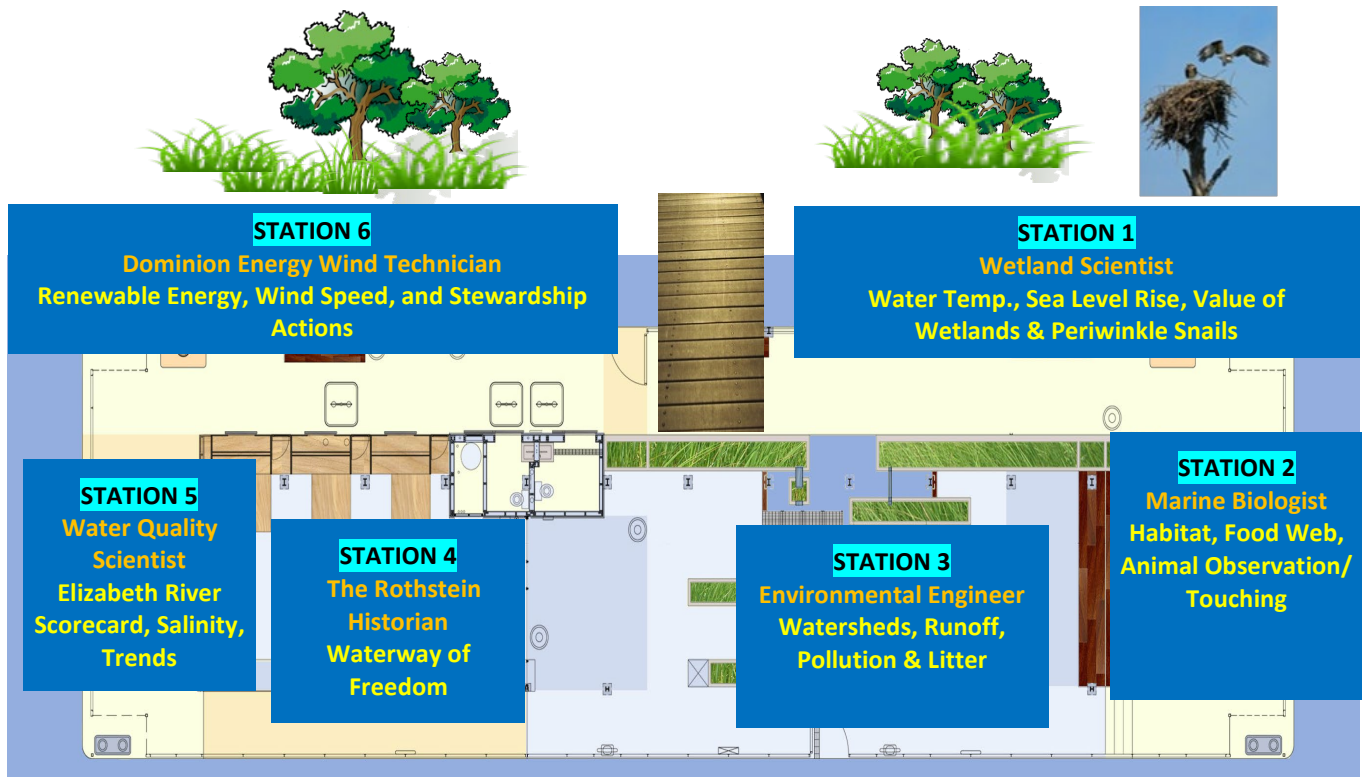 STATION 6
Dominion Energy Wind Technician
Renewable Energy, Wind Speed, and Stewardship
Actions
STATION 1
Wetland Scientist
Water Temp., Sea Level Rise, Value of
Wetlands & Periwinkle Snails
STATION 5
Water Quality
Scientist
Elizabeth River
Scorecard, Salinity,
Trends
STATION 4
The Rothstein
Historian
Waterway of
Freedom
STATION 3
Environmental Engineer
Watersheds, Runoff,
Pollution & Litter
STATION 2
Marine Biologist
Habitat, Food Web,
Animal Observation/
Touching